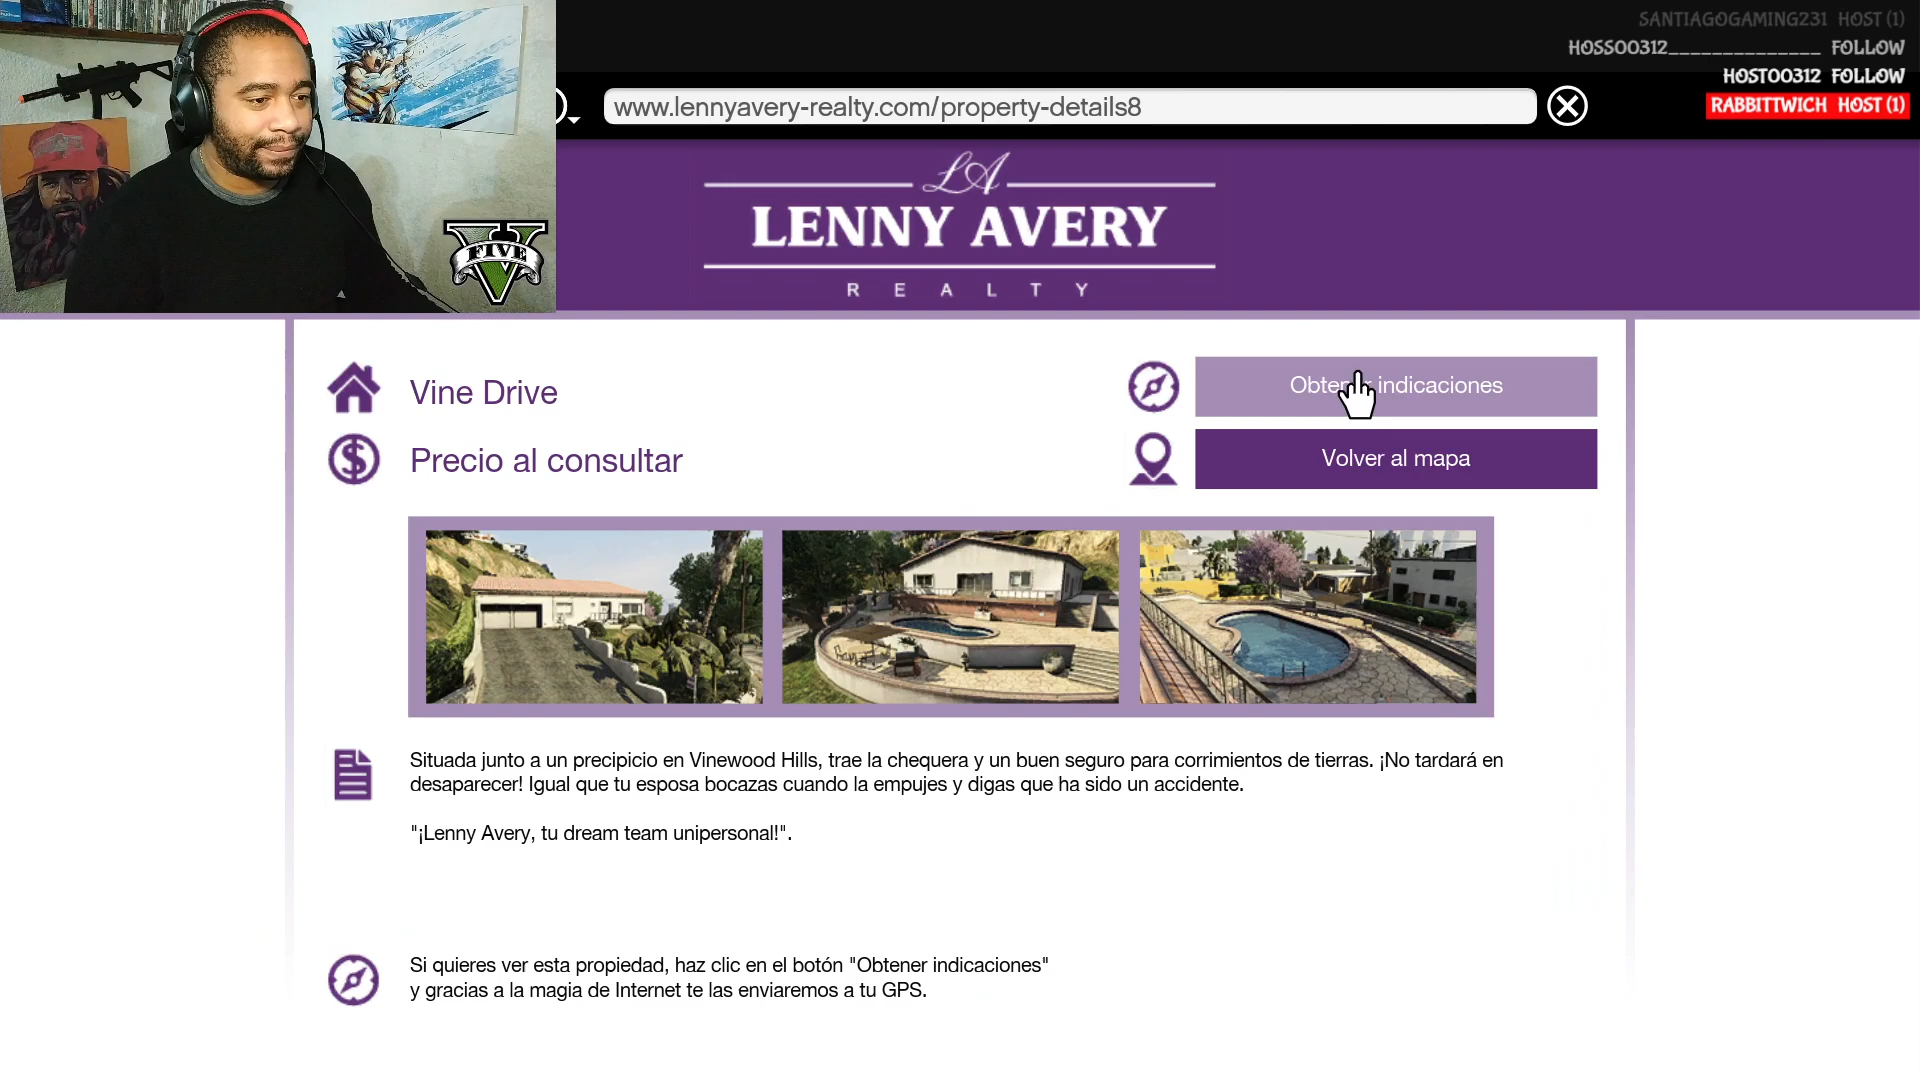 SANTIAGOGAMING231 HOST (1)
HOSSO0312______________ FOLLOW
HOSTO0312 FOLLOW
RABBITTWICH HOST (1)
www.lennyavery-realty.com/property-details8
FIVE
V
LA
LENNY AVERY
REALTY
Vine Drive
Obtener indicaciones
Precio al consultar
Volver al mapa
Situada junto a un precipicio en Vinewood Hills, trae la chequera y un buen seguro para corrimientos de tierras. ¡No tardará en
desaparecer! Igual que tu esposa bocazas cuando la empujes y digas que ha sido un accidente.
"¡Lenny Avery, tu dream team unipersonal!".
Si quieres ver esta propiedad, haz clic en el botón "Obtener indicaciones"
y gracias a la magia de Internet te las enviaremos a tu GPS.